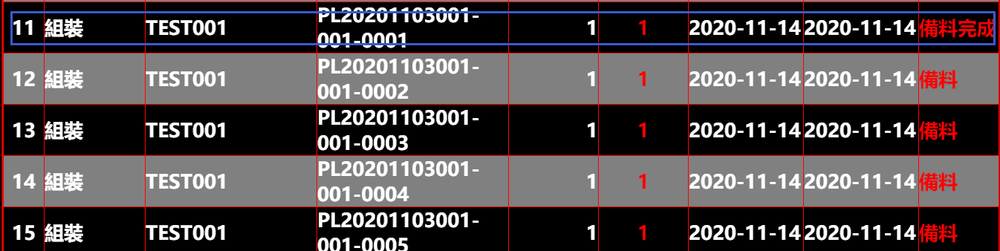 11 組裝 TEST001 PL20201103001-001-0001 1 1 2020-11-14 2020-11-14 備料完成
12 組裝 TEST001 PL20201103001-001-0002 1 1 2020-11-14 2020-11-14 備料
13 組裝 TEST001 PL20201103001-001-0003 1 1 2020-11-14 2020-11-14 備料
14 組裝 TEST001 PL20201103001-001-0004 1 1 2020-11-14 2020-11-14 備料
15 組裝 TEST001 PL20201103001-001-0005 1 1 2020-11-14 2020-11-14 備料